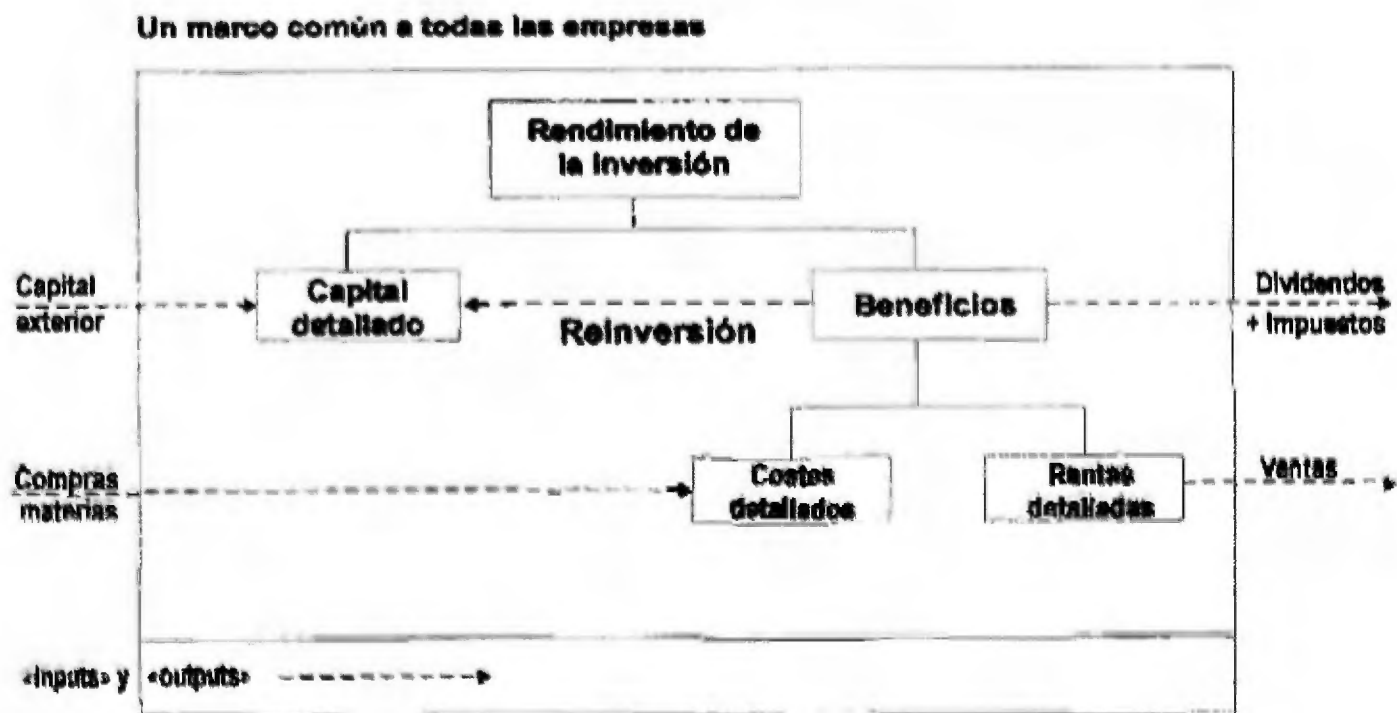 Un marco común a todas las empresas
Rendimiento de
la inversión
Capital
exterior
Capital
detallado
Reinversión
Beneficios
Dividendos
+ Impuestos
Compras
materias
Costes
detallados
Rentas
detalladas
Ventas
«Inputs» y «outputs»